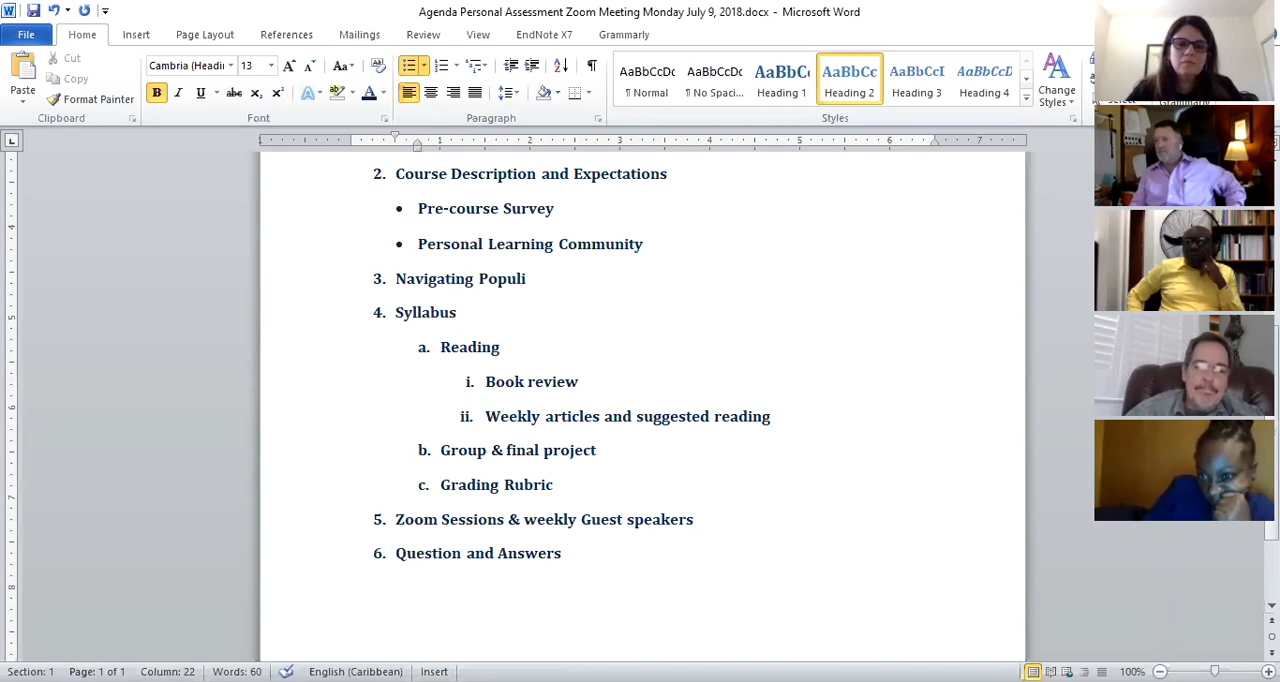 Agenda Personal Assessment Zoom Meeting Monday July 9, 2018.docx - Microsoft Word
File Home Insert Page Layout References Mailings Review View EndNote X7 Grammarly
Paste
Cut
Copy
Format Painter
Clipboard
Cambria (Headi 13
Font
Paragraph
AaBbCcDc AaBbCcDc AaBbC AaBbCc AaBbCcI AaBbCcD
¶ Normal ¶ No Spaci... Heading 1 Heading 2 Heading 3 Heading 4
Change
Styles
Styles
2. Course Description and Expectations
• Pre-course Survey
• Personal Learning Community
3. Navigating Populi
4. Syllabus
a. Reading
i. Book review
ii. Weekly articles and suggested reading
b. Group & final project
c. Grading Rubric
5. Zoom Sessions & weekly Guest speakers
6. Question and Answers
Section: 1 Page: 1 of 1 Column: 22 Words: 60 English (Caribbean) Insert 100%